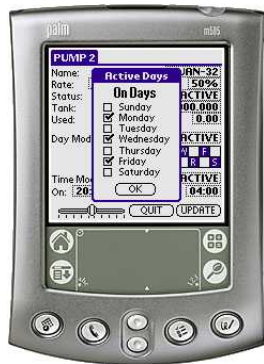 palm m505
PUMP 2
Active Days
On Days
Sunday
Monday
Tuesday
Wednesday
Thursday
Friday
Saturday
OK
Name: AN-32
Rate: 50%
Status: ACTIVE
Tank: 00.000
Used: 0.00
Day Mod ACTIVE
F
R S
Time Mo ACTIVE
On: 20: 04:00
QUIT UPDATE